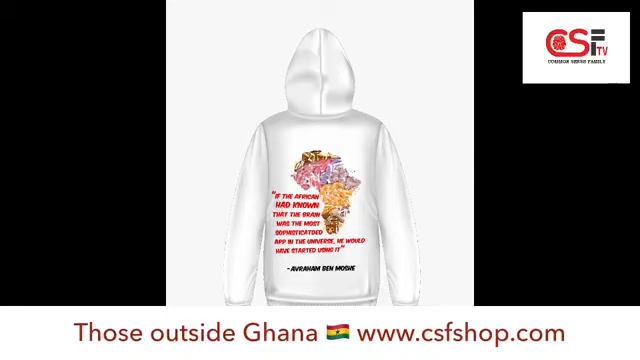 CSF TV
COMMON SENSE FAMILY
"IF THE AFRICAN
HAD KNOWN
THAT THE BRAIN
WAS THE MOST
SOPHISTICATDED
APP IN THE UNIVERSE, HE WOULD
HAVE STARTED USING IT"
- AVRAHAM BEN MOSHE
Those outside Ghana 🇬🇭 www.csfshop.com